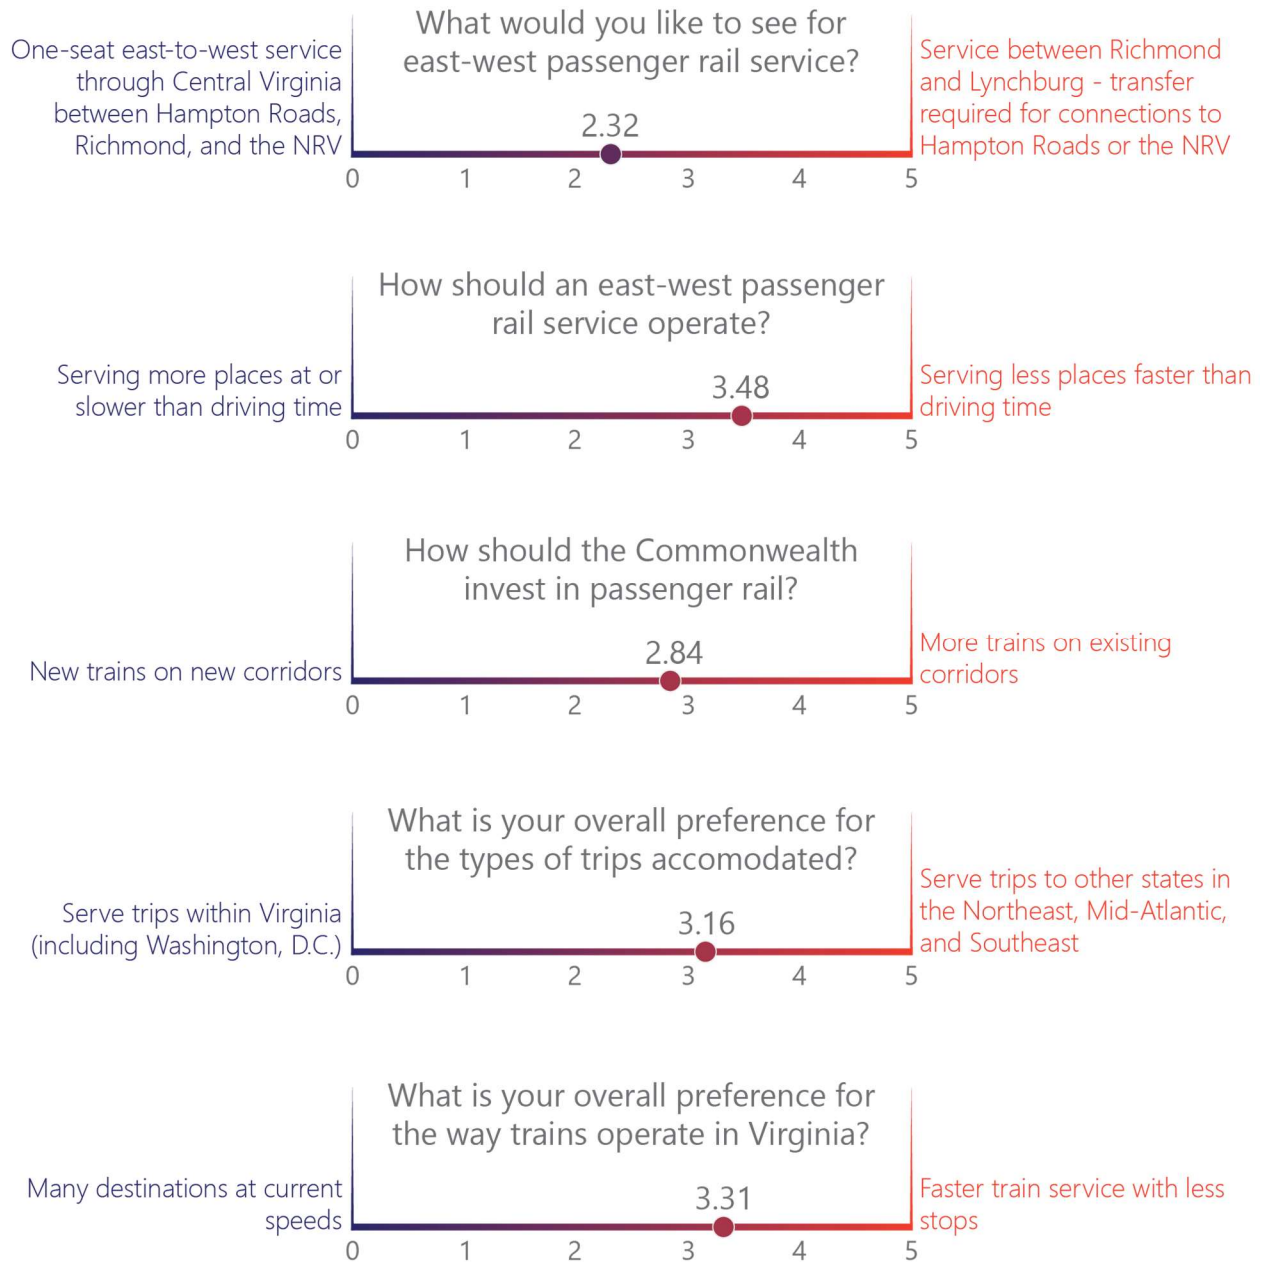 What would you like to see for
east-west passenger rail service?
One-seat east-to-west service
through Central Virginia
between Hampton Roads,
Richmond, and the NRV
2.32
Service between Richmond
and Lynchburg - transfer
required for connections to
Hampton Roads or the NRV
0 1 2 3 4 5
How should an east-west passenger
rail service operate?
Serving more places at or
slower than driving time
3.48
Serving less places faster than
driving time
0 1 2 3 4 5
How should the Commonwealth
invest in passenger rail?
New trains on new corridors
2.84
More trains on existing
corridors
0 1 2 3 4 5
What is your overall preference for
the types of trips accomodated?
Serve trips within Virginia
(including Washington, D.C.)
3.16
Serve trips to other states in
the Northeast, Mid-Atlantic,
and Southeast
0 1 2 3 4 5
What is your overall preference for
the way trains operate in Virginia?
Many destinations at current
speeds
3.31
Faster train service with less
stops
0 1 2 3 4 5